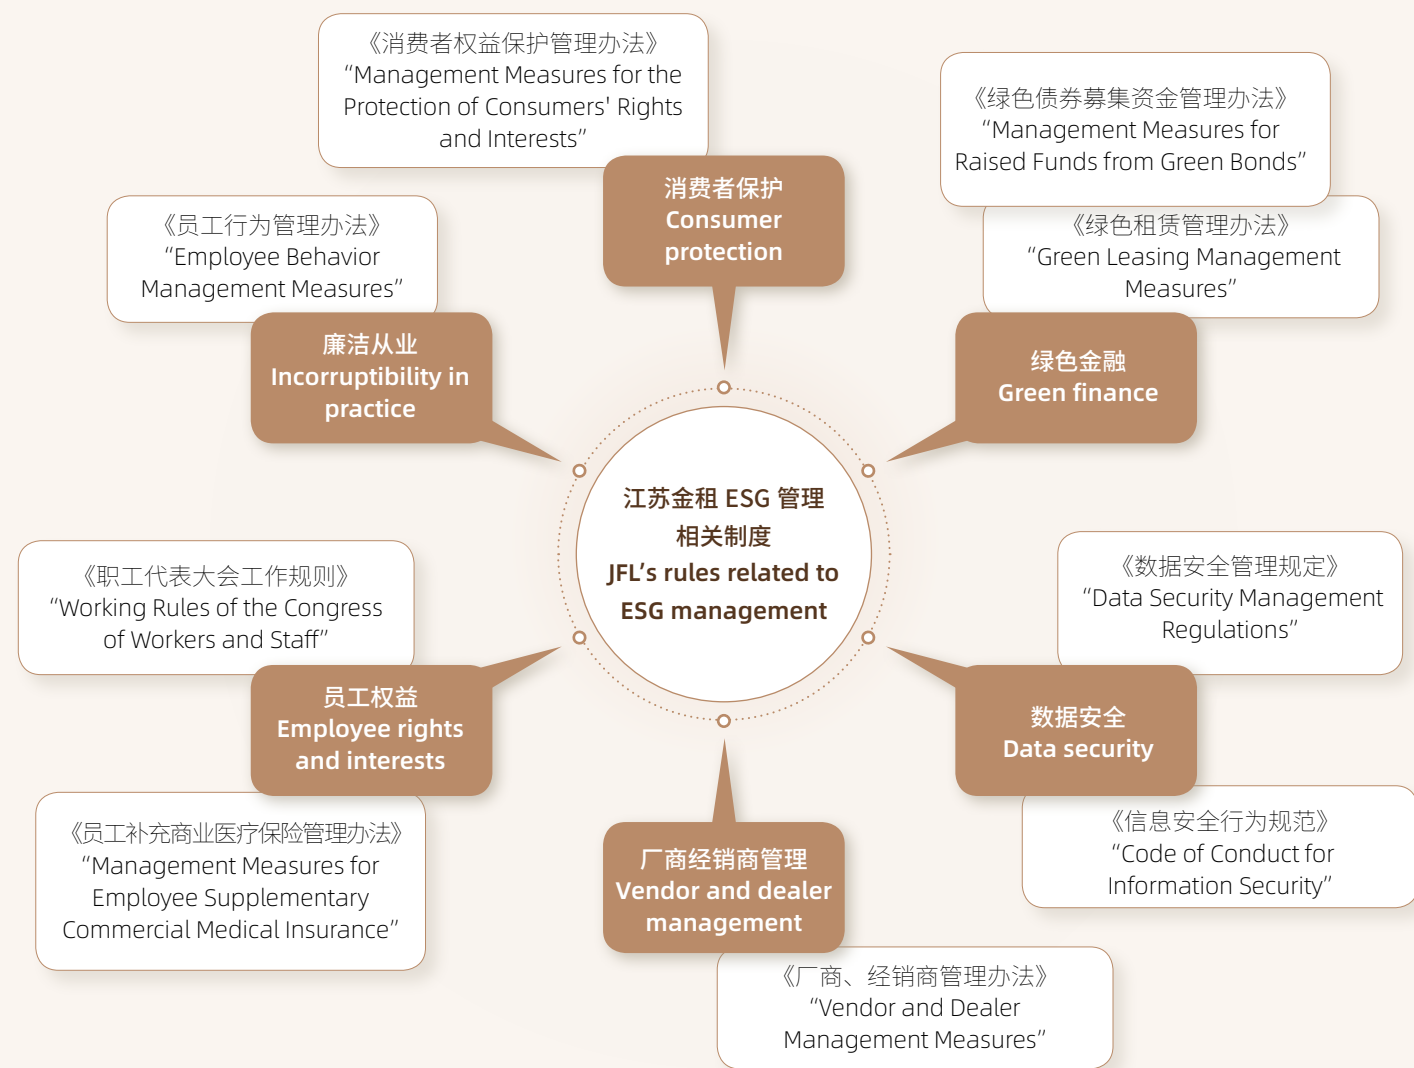 《消费者权益保护管理办法》
“Management Measures for the
Protection of Consumers' Rights
and Interests”
消费者保护
Consumer
protection
《绿色债券募集资金管理办法》
“Management Measures for
Raised Funds from Green Bonds”
《绿色租赁管理办法》
“Green Leasing Management
Measures”
绿色金融
Green finance
《员工行为管理办法》
“Employee Behavior
Management Measures”
廉洁从业
Incorruptibility in
practice
江苏金租 ESG 管理
相关制度
JFL’s rules related to
ESG management
《职工代表大会工作规则》
“Working Rules of the Congress
of Workers and Staff”
员工权益
Employee rights
and interests
《员工补充商业医疗保险管理办法》
“Management Measures for
Employee Supplementary
Commercial Medical Insurance”
《数据安全管理规定》
“Data Security Management
Regulations”
数据安全
Data security
《信息安全行为规范》
“Code of Conduct for
Information Security”
厂商经销商管理
Vendor and dealer
management
《厂商、经销商管理办法》
“Vendor and Dealer
Management Measures”